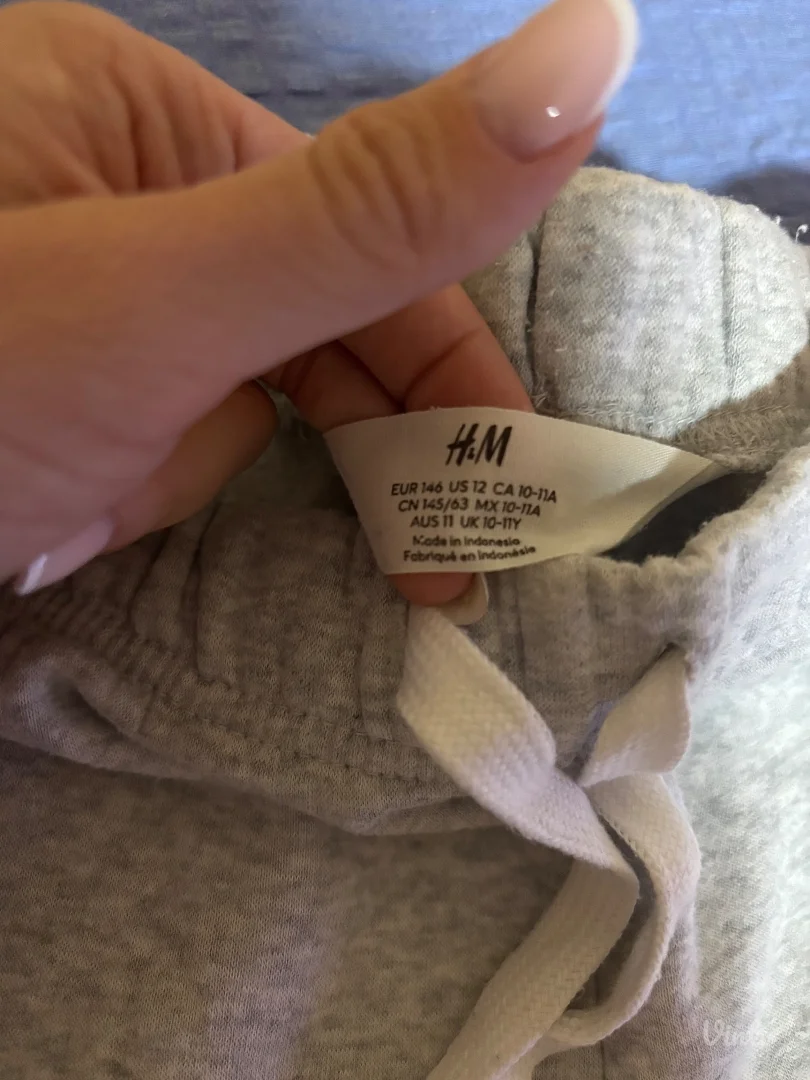 H&M
EUR 146 US 12 CA 10-11A
CN 145/63 MX 10-11A
AUS 11 UK 10-11Y
Made in Indonesia
Fabriqué en Indonésie